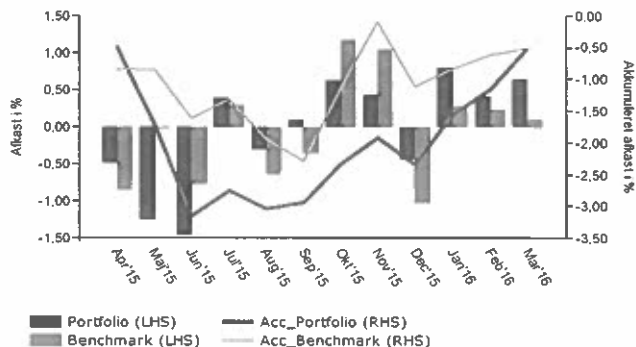 1.50 0.00
1.00 -0.50
0.50 -1.00
0.00 -1.50
-0.50 -2.00
-1.00 -2.50
-1.50 -3.00
-3.50
Afkast i %
Akkumuleret afkast i %
Apr'15 Maj'15 Jun'15 Jul'15 Aug'15 Sep'15 Okt'15 Nov'15 Dec'15 Jan'16 Feb'16 Mar'16
Portfolio (LHS) Acc_Portfolio (RHS)
Benchmark (LHS) Acc_Benchmark (RHS)